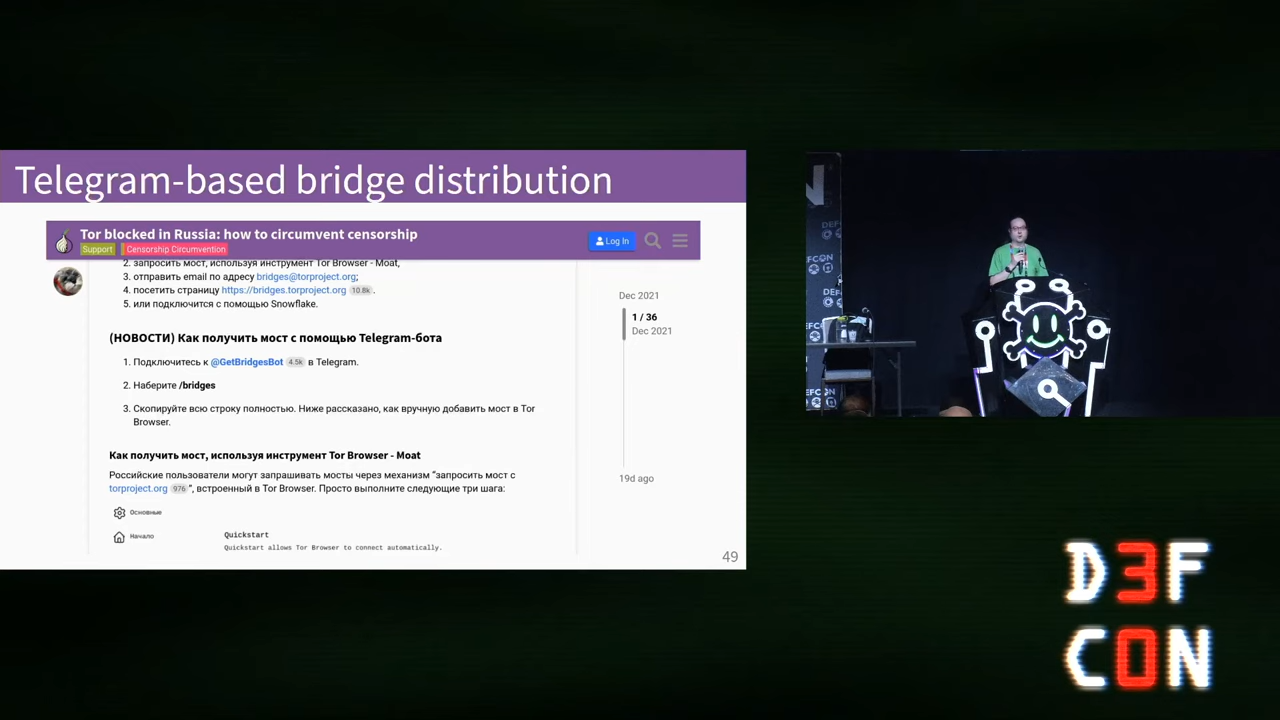 Telegram-based bridge distribution
Tor blocked in Russia: how to circumvent censorship
Support Censorship Circumvention
Log In
2. запросить мост, используя инструмент Tor Browser - Moat,
3. отправить email по адресу bridges@torproject.org;
4. посетить страницу https://bridges.torproject.org 10.8k .
5. или подключится с помощью Snowflake.
(НОВОСТИ) Как получить мост с помощью Telegram-бота
1. Подключитесь к @GetBridgesBot 4.5k в Telegram.
2. Наберите /bridges
3. Скопируйте всю строку полностью. Ниже рассказано, как вручную добавить мост в Tor
Browser.
Как получить мост, используя инструмент Tor Browser - Moat
Российские пользователи могут запрашивать мосты через механизм "запросить мост с
torproject.org 976 ", встроенный в Tor Browser. Просто выполните следующие три шага:
Основные
Начало
Quickstart
Quickstart allows Tor Browser to connect automatically.
Dec 2021
1 / 36
Dec 2021
19d ago
49
D3F
C0N